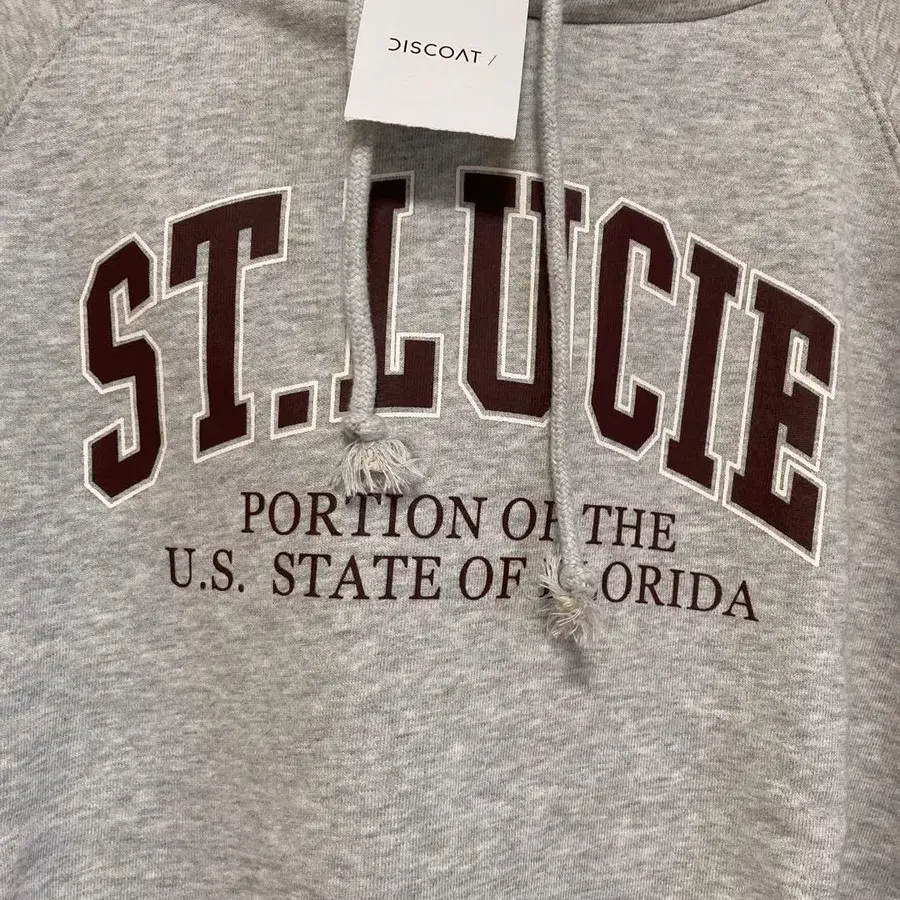 DISCOAT /
ST.LUCIE
PORTION OF THE
U.S. STATE OF FLORIDA